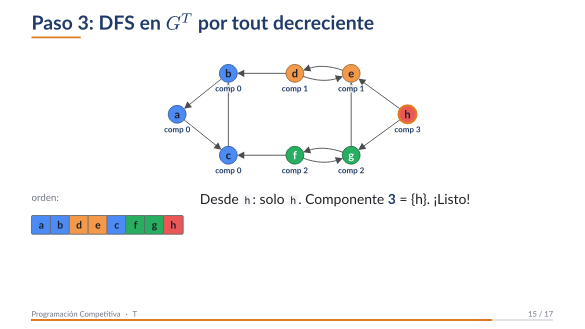 Paso 3: DFS en G^T por tout decreciente
b
d
e
comp 0
comp 1
comp 1
a
h
comp 0
comp 3
c
f
g
comp 0
comp 2
comp 2
orden:
Desde h: solo h. Componente 3 = {h}. ¡Listo!
a b d e c f g h
Programación Competitiva · T
15 / 17